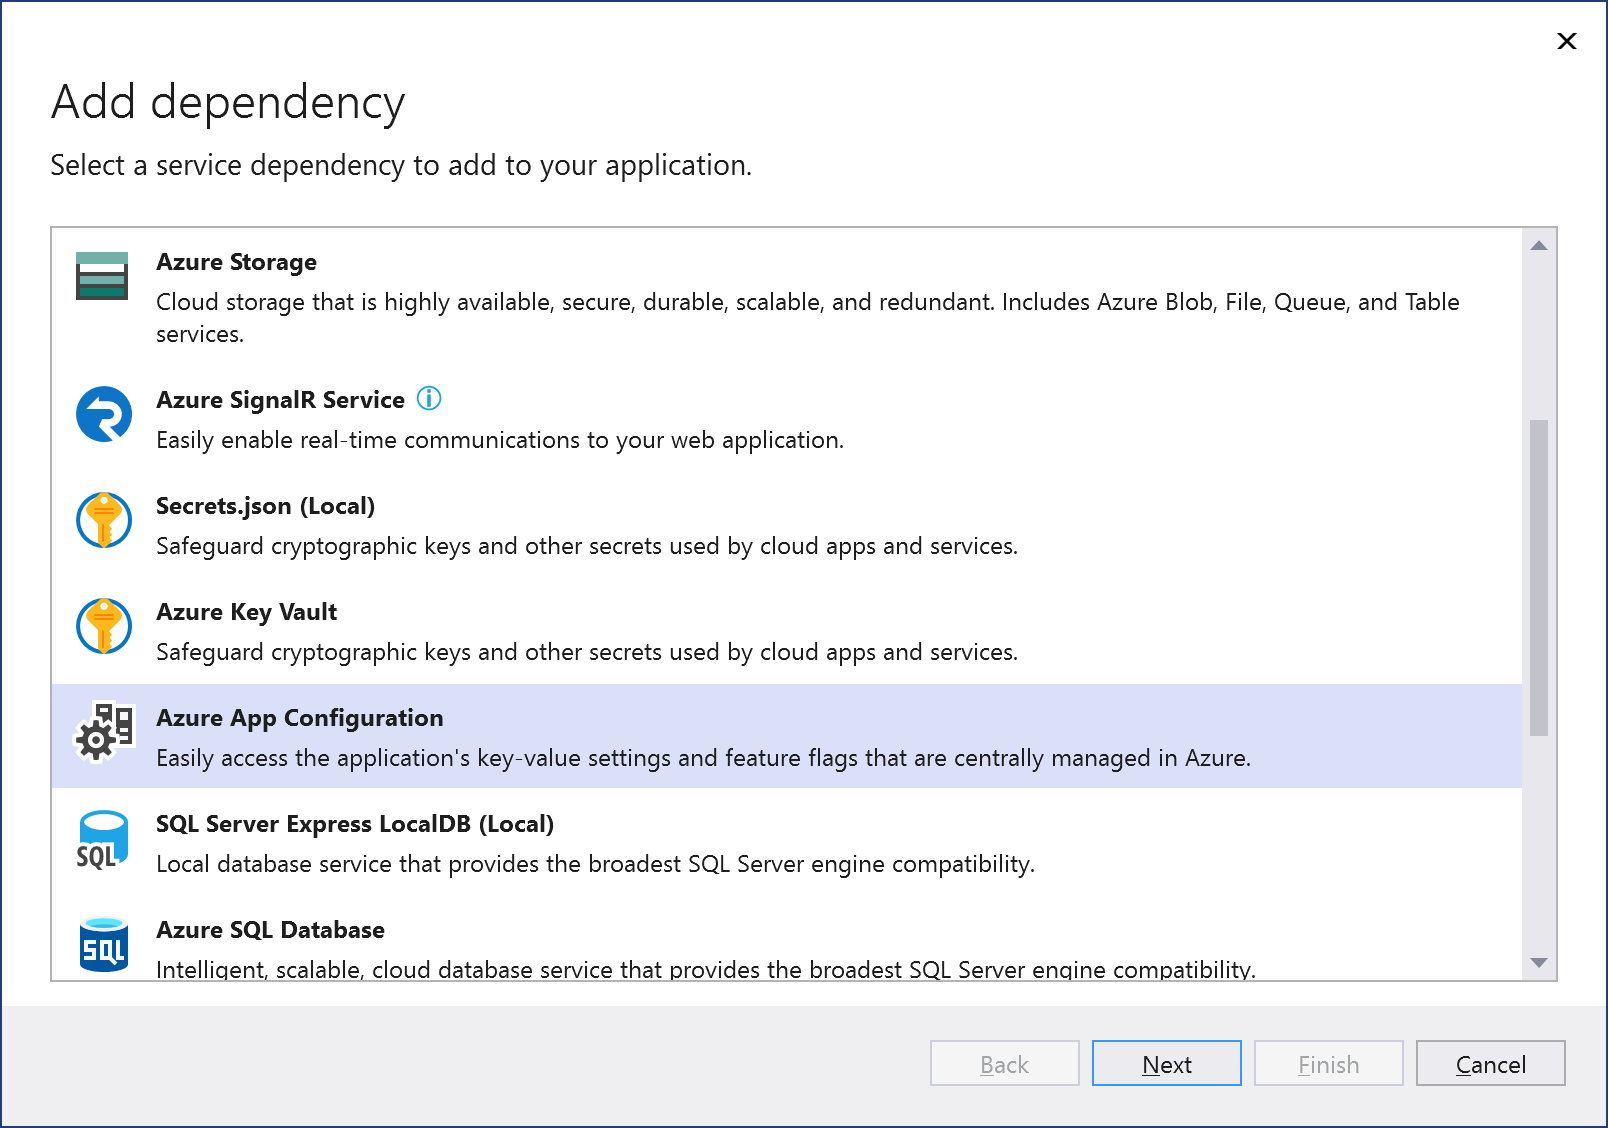 Add dependency
Select a service dependency to add to your application.
Azure Storage
Cloud storage that is highly available, secure, durable, scalable, and redundant. Includes Azure Blob, File, Queue, and Table
services.
Azure SignalR Service
Easily enable real-time communications to your web application.
Secrets.json (Local)
Safeguard cryptographic keys and other secrets used by cloud apps and services.
Azure Key Vault
Safeguard cryptographic keys and other secrets used by cloud apps and services.
Azure App Configuration
Easily access the application's key-value settings and feature flags that are centrally managed in Azure.
SQL Server Express LocalDB (Local)
SQL
Local database service that provides the broadest SQL Server engine compatibility.
Azure SQL Database
SQL
Intelligent, scalable, cloud database service that provides the broadest SQL Server engine compatibility.
Back Next Finish Cancel